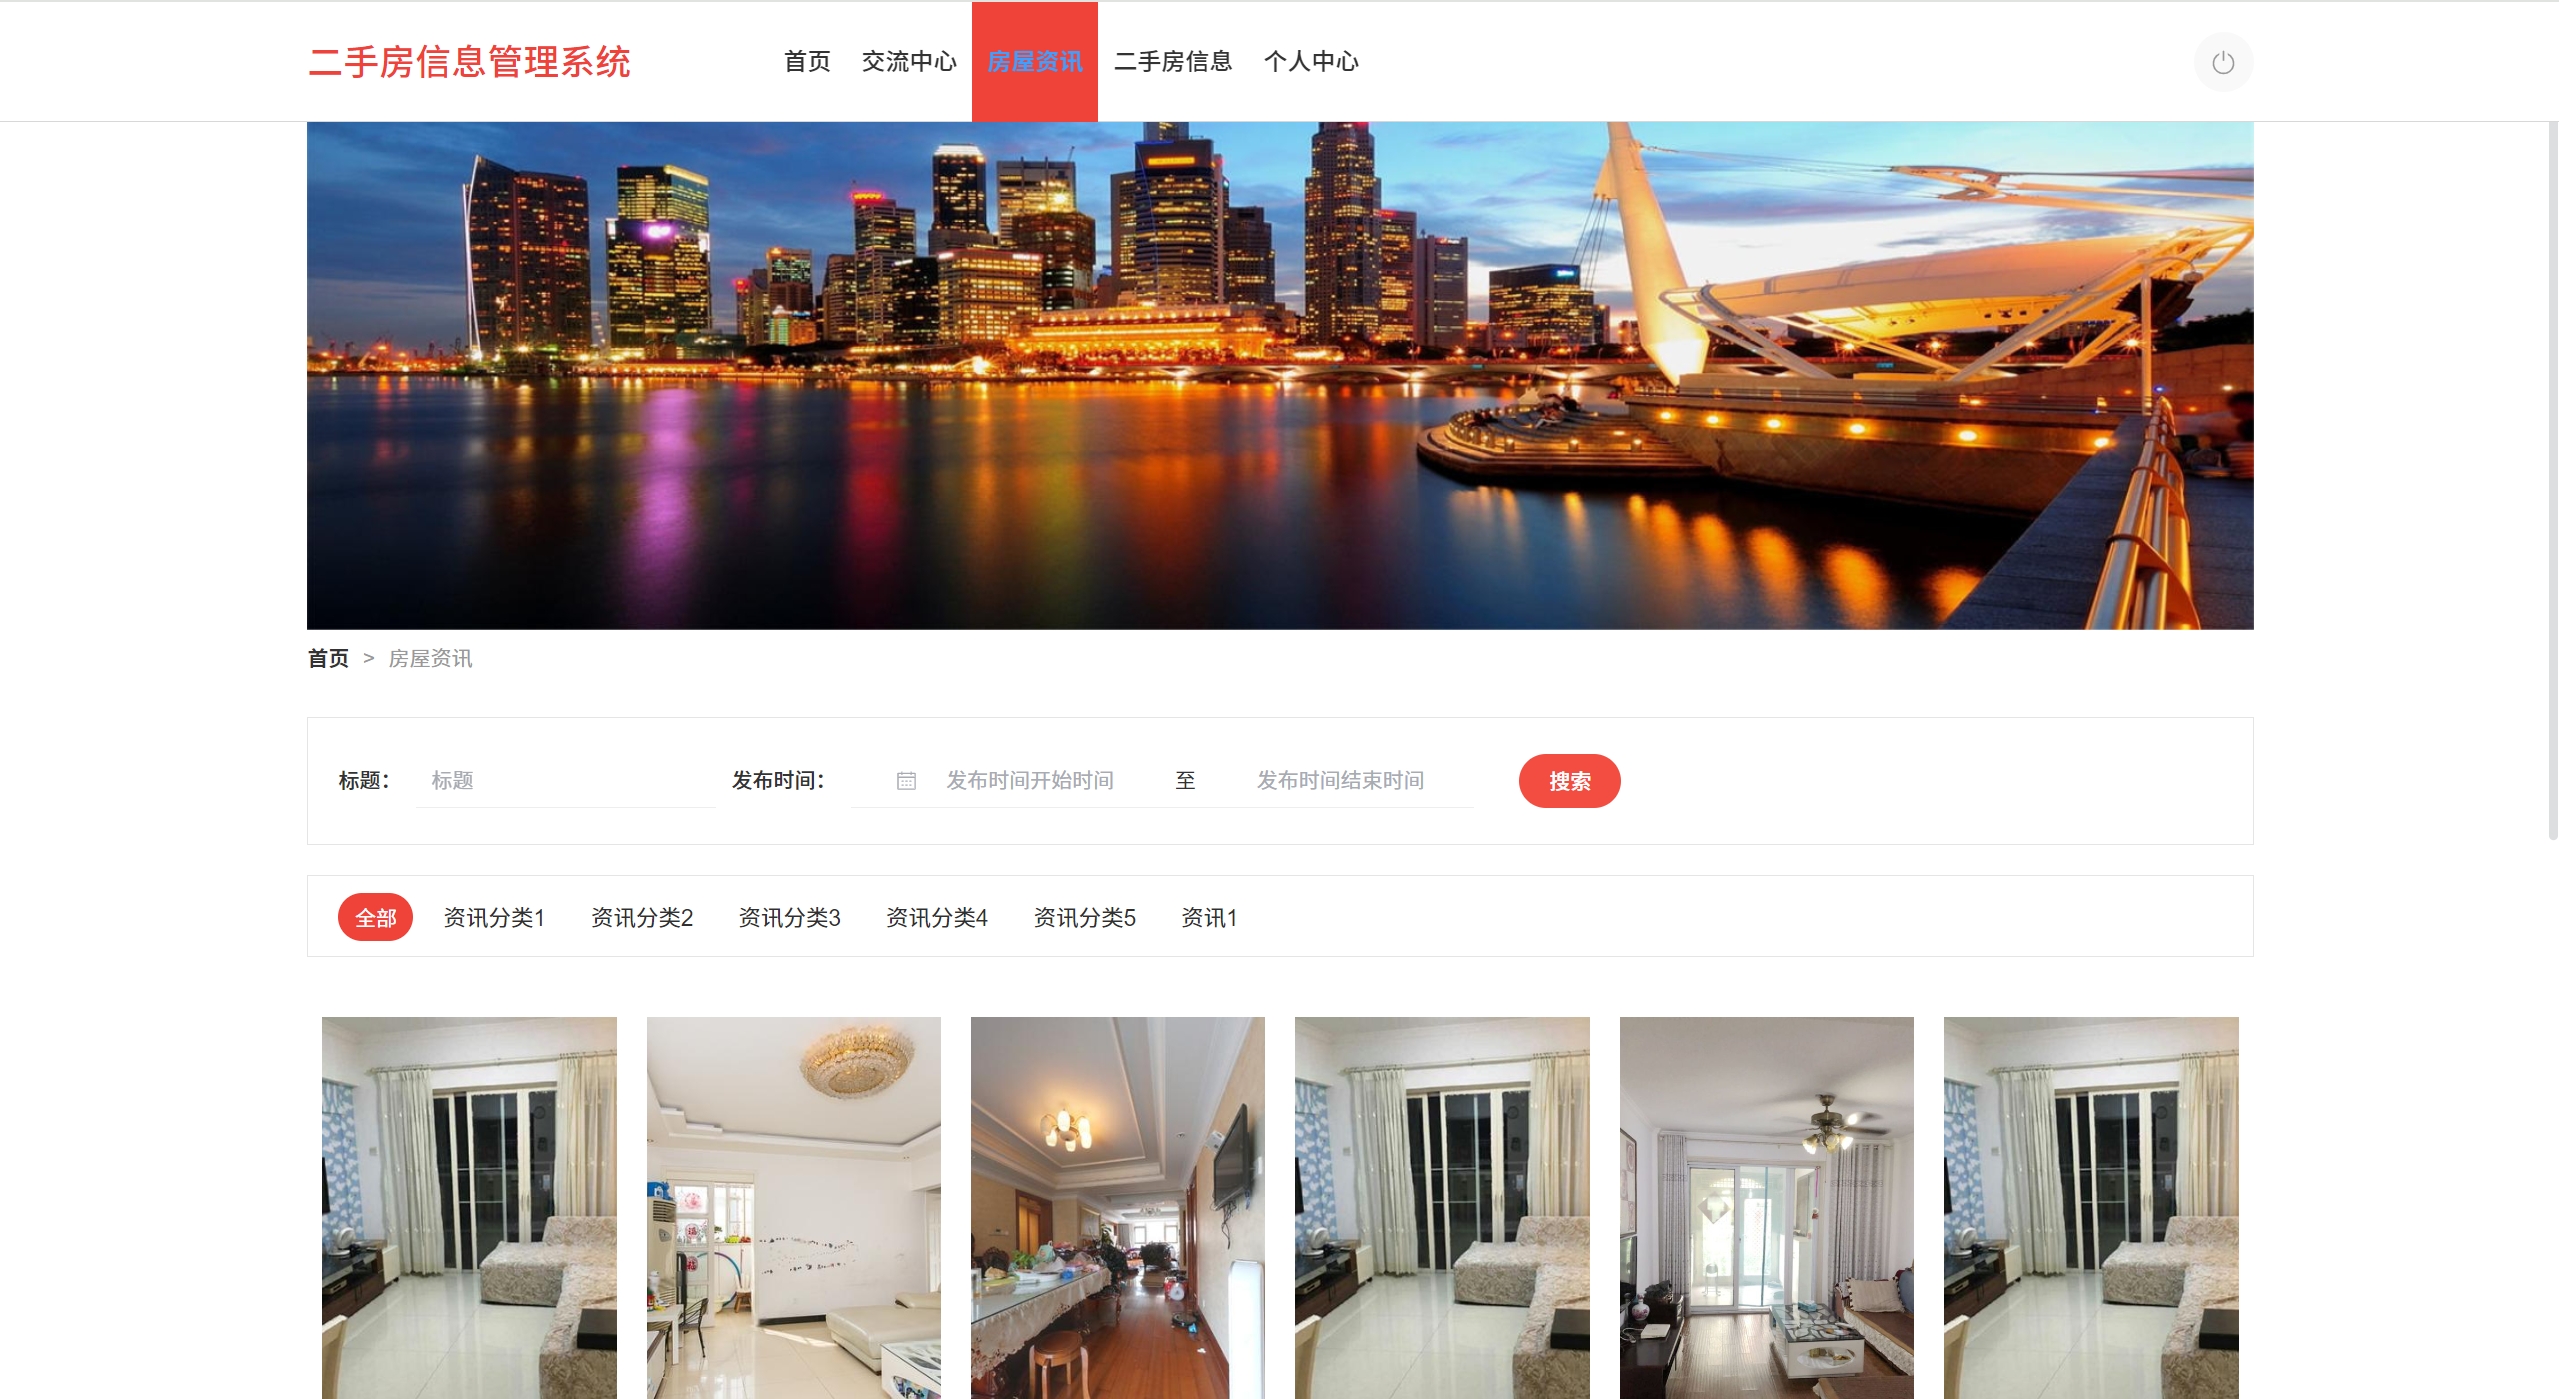 二手房信息管理系统
首页 交流中心 房屋资讯 二手房信息 个人中心
首页 > 房屋资讯
标题： 标题 发布时间： 发布时间开始时间 至 发布时间结束时间 搜索
全部 资讯分类1 资讯分类2 资讯分类3 资讯分类4 资讯分类5 资讯1